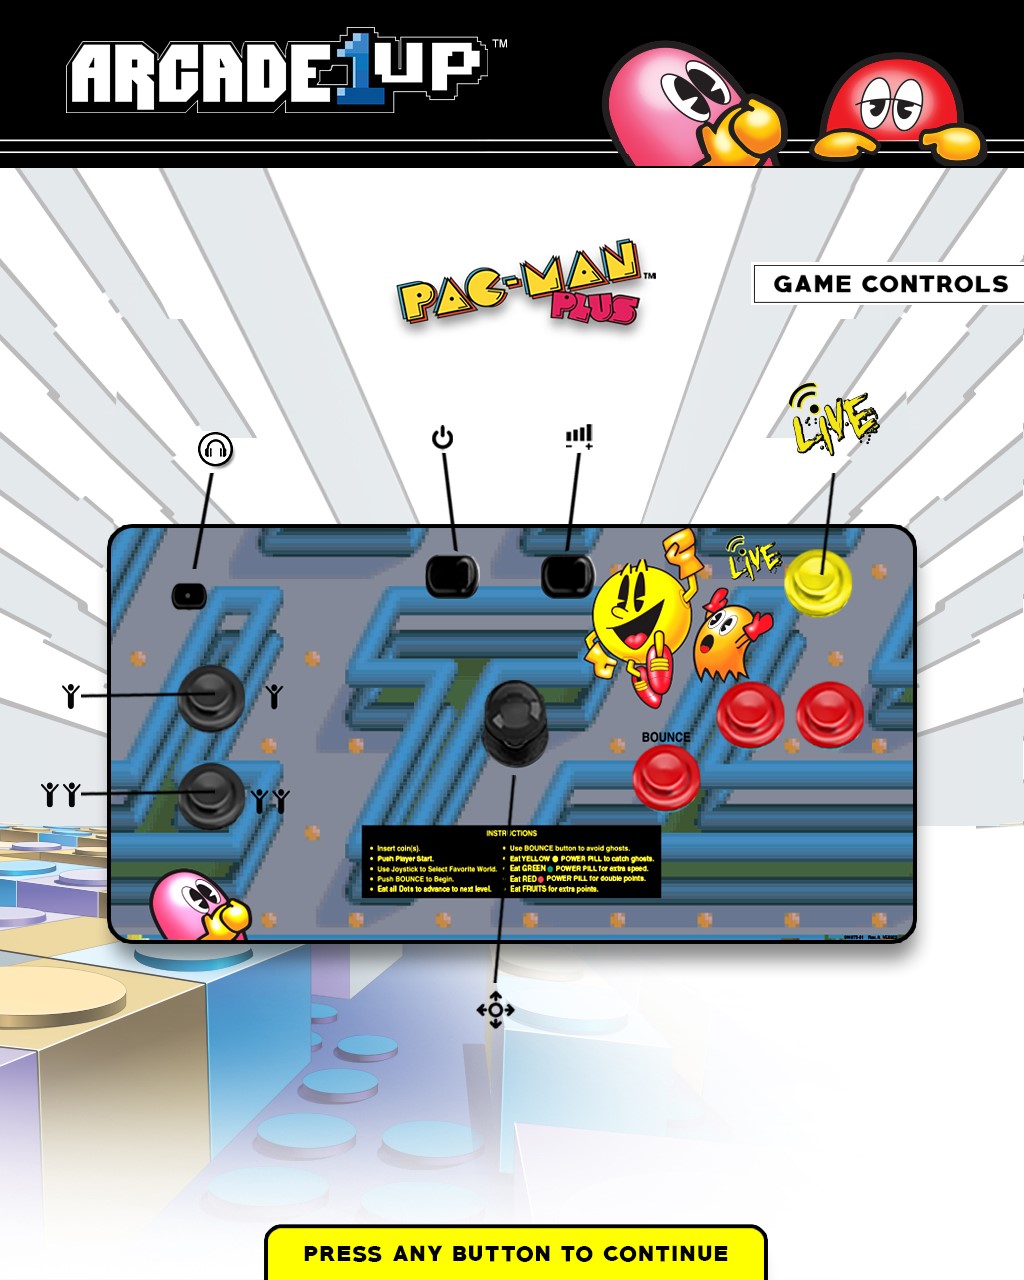 ARCADE1UP™
PAC-MAN™
PLUS
GAME CONTROLS
LIVE
LIVE
BOUNCE
INSTRUCTIONS
• Insert coin(s).
• Push Player Start.
• Use Joystick to Select Favorite World.
• Push BOUNCE to Begin.
• Eat all Dots to advance to next level.
• Use BOUNCE button to avoid ghosts.
• Eat YELLOW POWER PILL to catch ghosts.
• Eat GREEN POWER PILL for extra speed.
• Eat RED POWER PILL for double points.
• Eat FRUITS for extra points.
PRESS ANY BUTTON TO CONTINUE